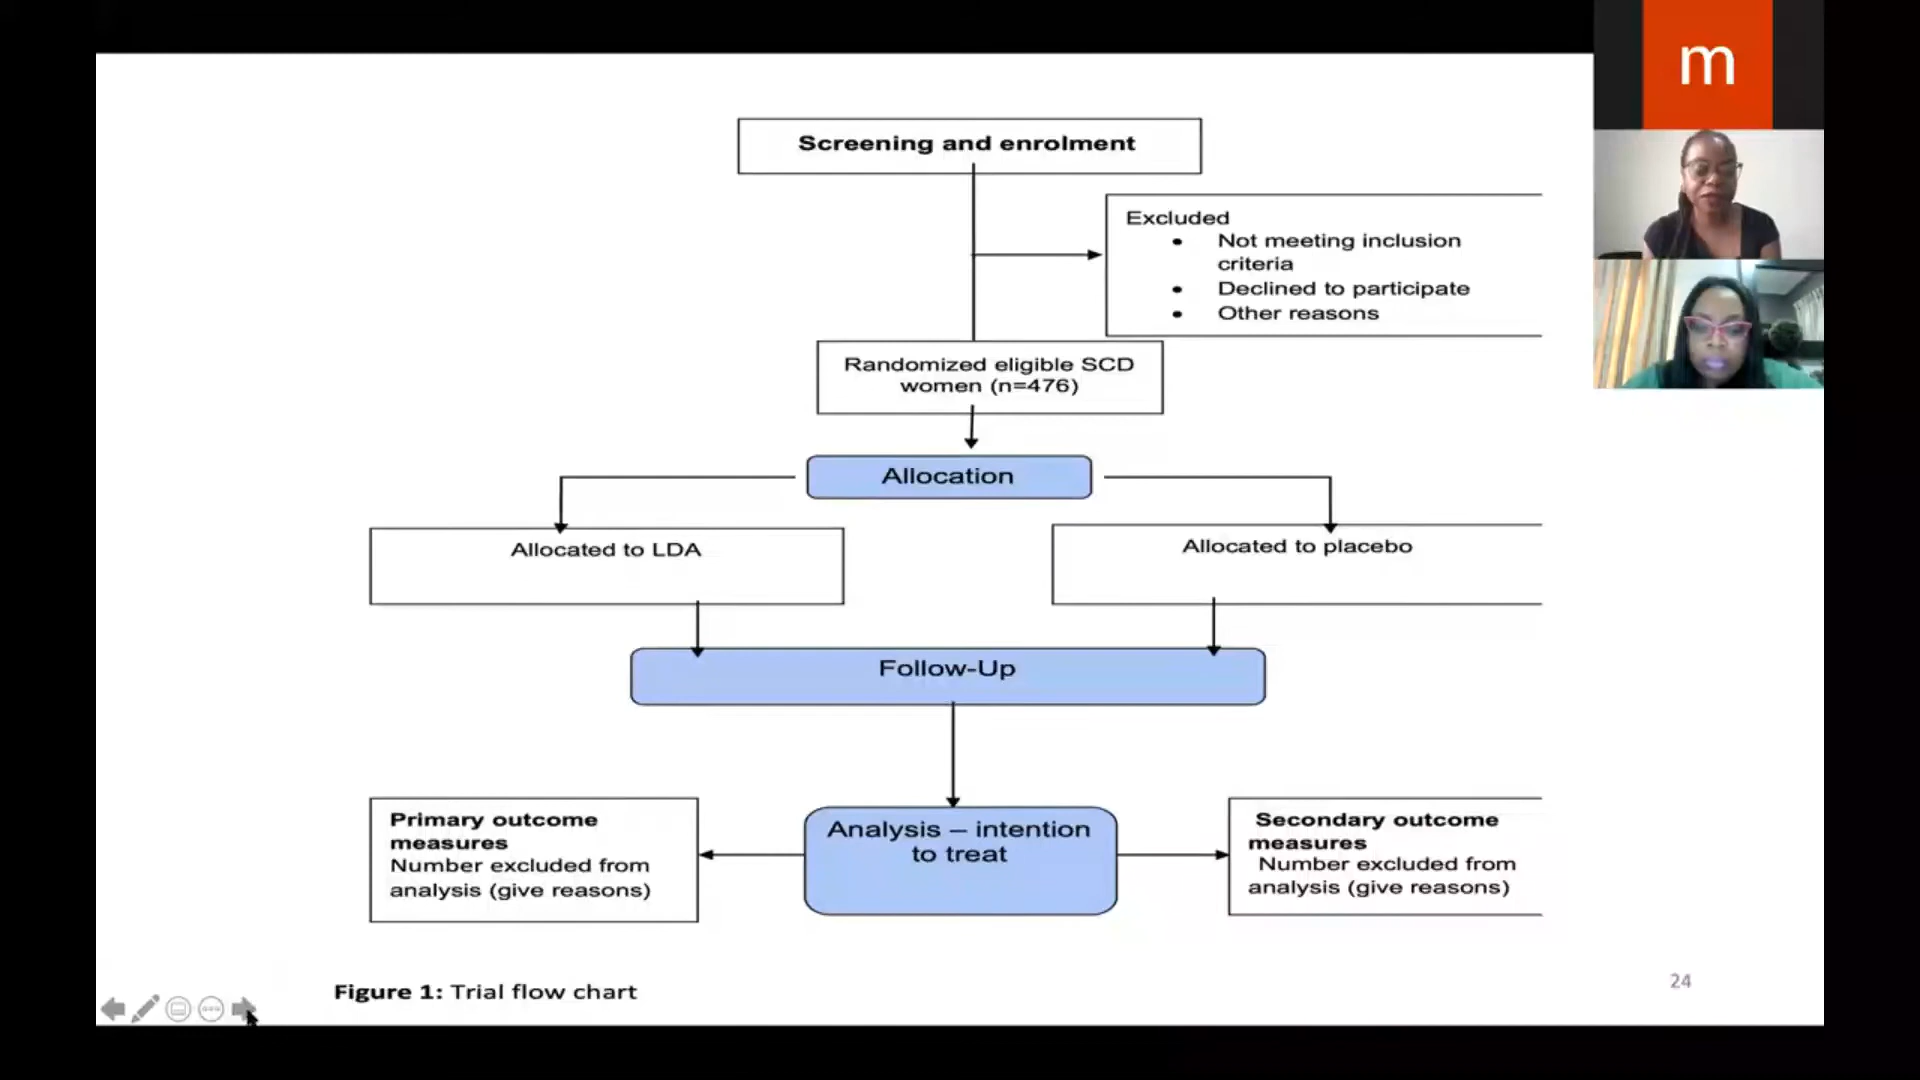 m
Screening and enrolment
Excluded
• Not meeting inclusion
criteria
• Declined to participate
• Other reasons
Randomized eligible SCD
women (n=476)
Allocation
Allocated to LDA
Allocated to placebo
Follow-Up
Primary outcome
measures
Number excluded from
analysis (give reasons)
Analysis – intention
to treat
Secondary outcome
measures
Number excluded from
analysis (give reasons)
Figure 1: Trial flow chart
24